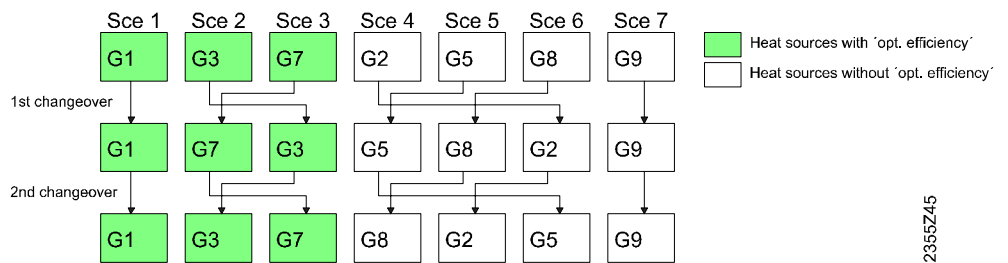 Sce 1 Sce 2 Sce 3 Sce 4 Sce 5 Sce 6 Sce 7
G1 G3 G7 G2 G5 G8 G9
Heat sources with ´opt. efficiency´
Heat sources without ´opt. efficiency´
1st changeover
G1 G7 G3 G5 G8 G2 G9
2nd changeover
G1 G3 G7 G8 G2 G5 G9
2355Z45